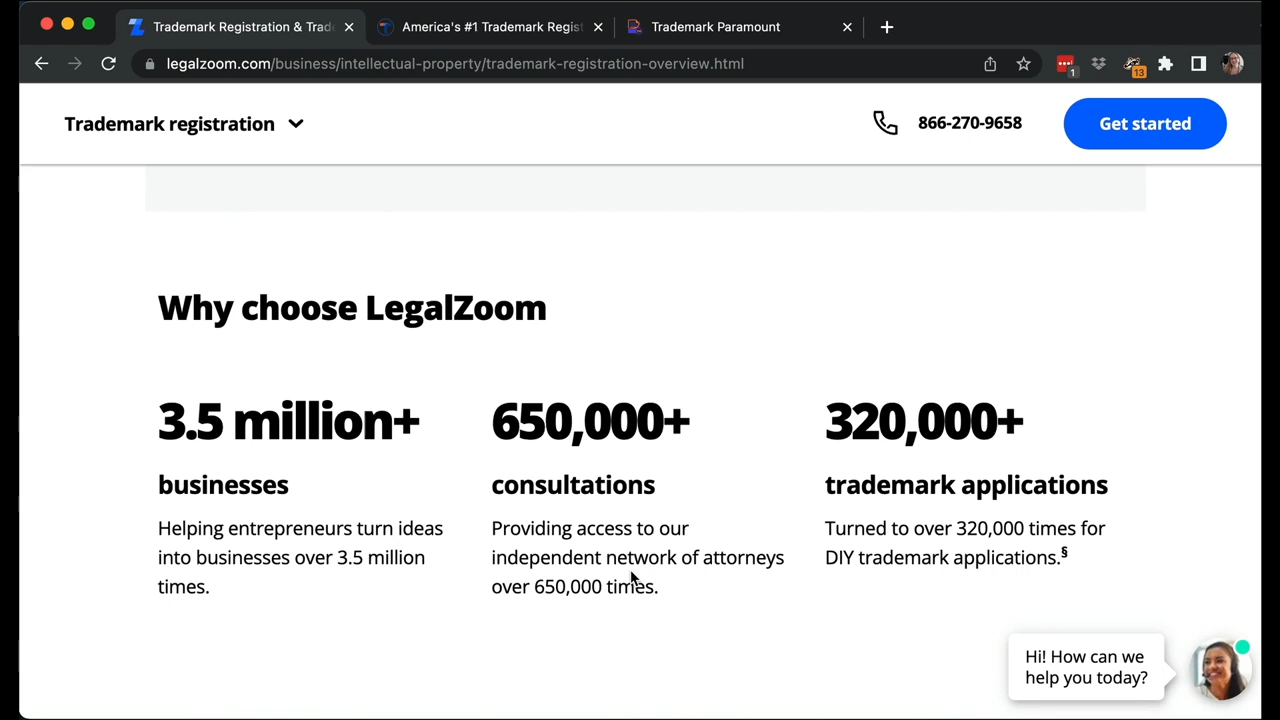 Trademark Registration & Trade
America's #1 Trademark Regist
Trademark Paramount
legalzoom.com/business/intellectual-property/trademark-registration-overview.html
1
13
Trademark registration
866-270-9658
Get started
Why choose LegalZoom
3.5 million+
businesses
Helping entrepreneurs turn ideas
into businesses over 3.5 million
times.
650,000+
consultations
Providing access to our
independent network of attorneys
over 650,000 times.
320,000+
trademark applications
Turned to over 320,000 times for
DIY trademark applications.§
Hi! How can we
help you today?